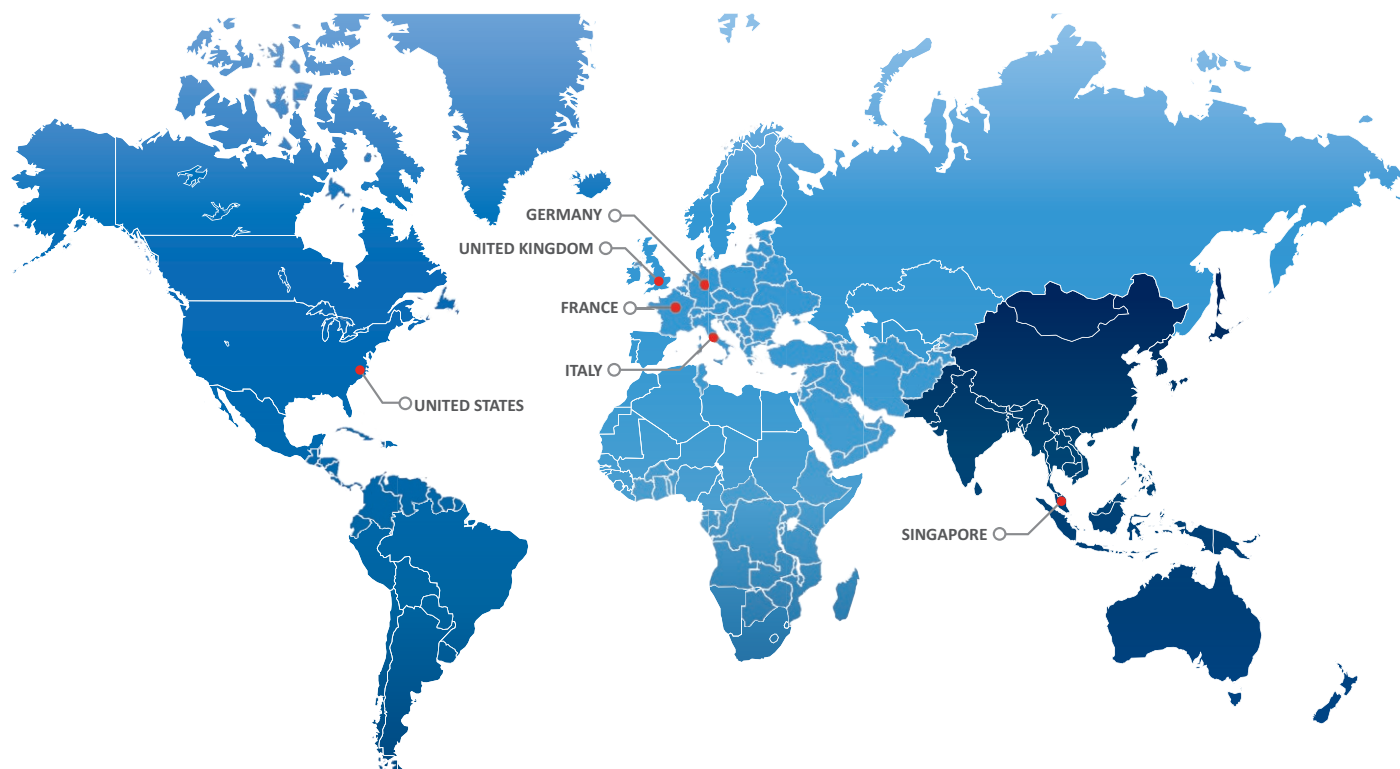 GERMANY
UNITED KINGDOM
FRANCE
ITALY
UNITED STATES
SINGAPORE